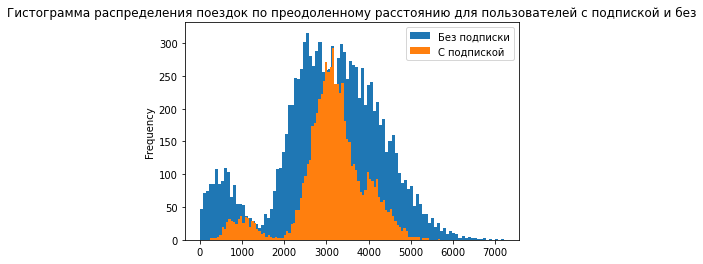 Гистограмма распределения поездок по преодоленному расстоянию для пользователей с подпиской и без
Без подписки
С подпиской
Frequency
300
250
200
150
100
50
0
0 1000 2000 3000 4000 5000 6000 7000